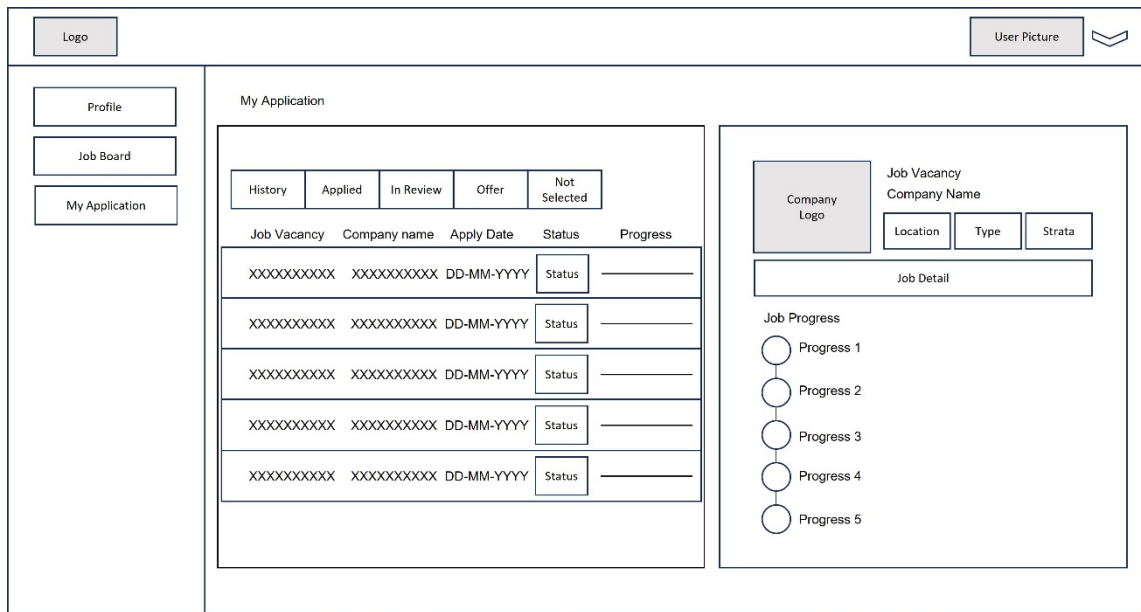 Logo
User Picture
Profile
Job Board
My Application
My Application
History Applied In Review Offer Not
Selected
Job Vacancy Company name Apply Date Status Progress
XXXXXXXXXX XXXXXXXXXX DD-MM-YYYY Status
XXXXXXXXXX XXXXXXXXXX DD-MM-YYYY Status
XXXXXXXXXX XXXXXXXXXX DD-MM-YYYY Status
XXXXXXXXXX XXXXXXXXXX DD-MM-YYYY Status
XXXXXXXXXX XXXXXXXXXX DD-MM-YYYY Status
Company
Logo
Job Vacancy
Company Name
Location Type Strata
Job Detail
Job Progress
Progress 1
Progress 2
Progress 3
Progress 4
Progress 5